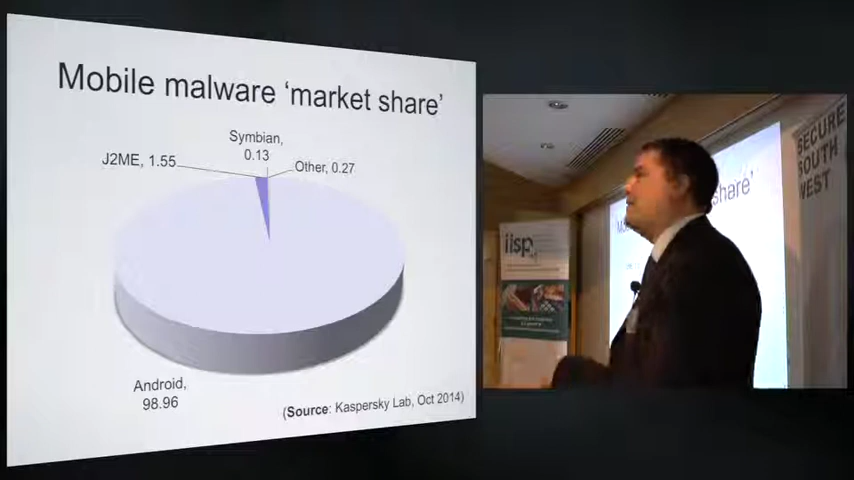 Mobile malware ‘market share’
Symbian,
0.13
J2ME, 1.55
Other, 0.27
Android,
98.96
(Source: Kaspersky Lab, Oct 2014)
iisp
share’
SECURE
SOUTH
WEST